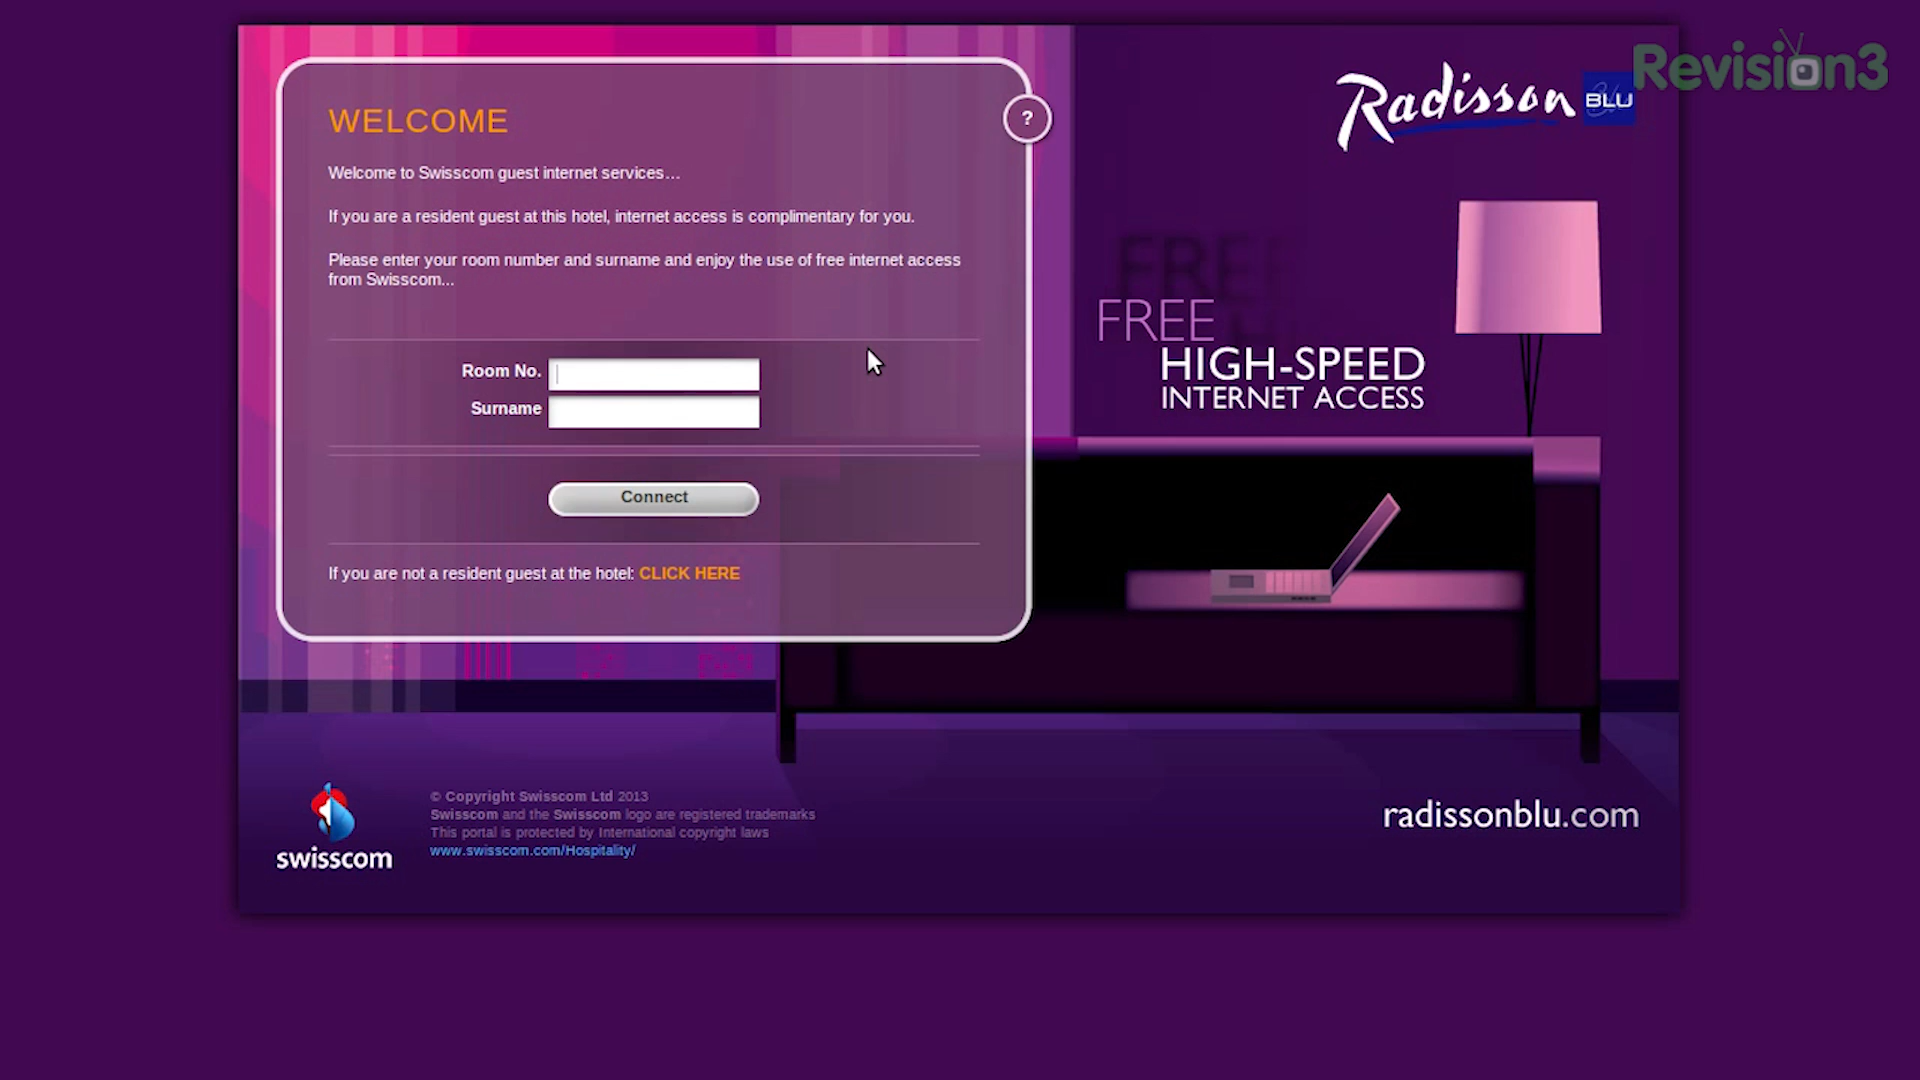 Revision3
Radisson BLU
WELCOME
?
Welcome to Swisscom guest internet services...
If you are a resident guest at this hotel, internet access is complimentary for you.
Please enter your room number and surname and enjoy the use of free internet access
from Swisscom...
FREE
HIGH-SPEED
INTERNET ACCESS
Room No.
Surname
Connect
If you are not a resident guest at the hotel: CLICK HERE
swisscom
© Copyright Swisscom Ltd 2013
Swisscom and the Swisscom logo are registered trademarks
This portal is protected by International copyright laws
www.swisscom.com/Hospitality/
radissonblu.com